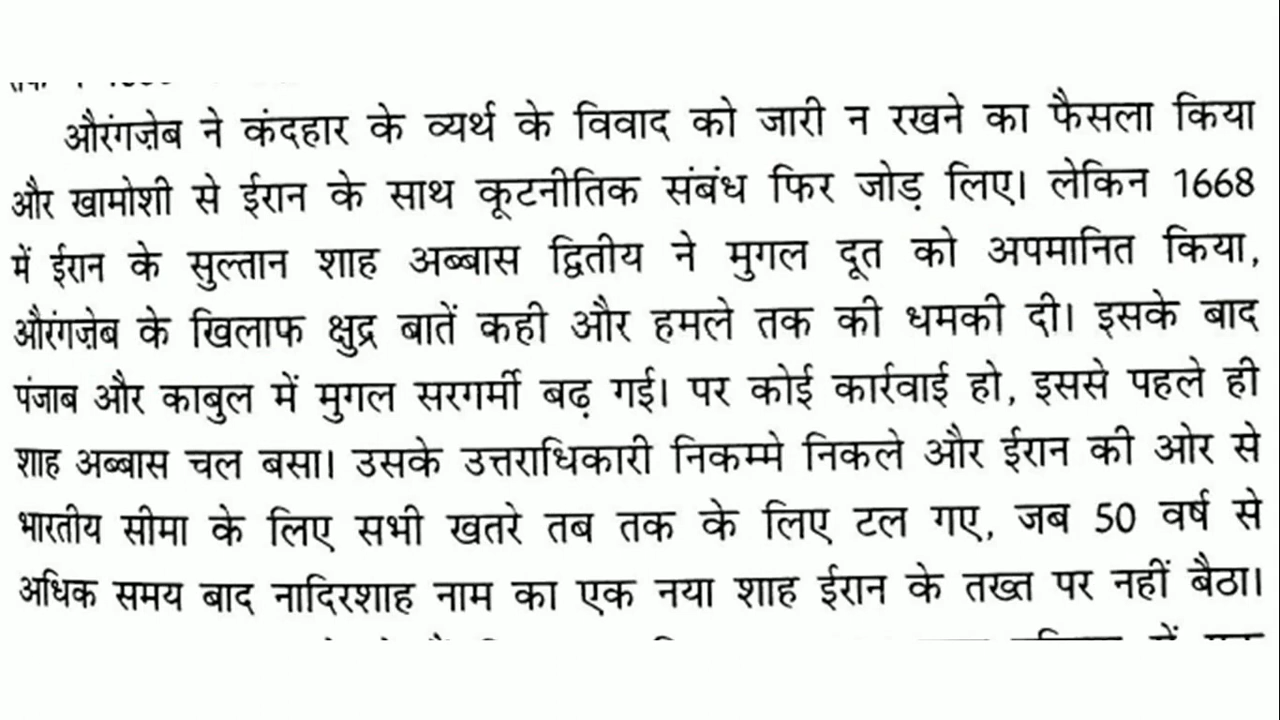 औरंगज़ेब ने कंदहार के व्यर्थ के विवाद को जारी न रखने का फैसला किया
और खामोशी से ईरान के साथ कूटनीतिक संबंध फिर जोड़ लिए। लेकिन 1668
में ईरान के सुल्तान शाह अब्बास द्वितीय ने मुगल दूत को अपमानित किया,
औरंगज़ेब के खिलाफ क्षुद्र बातें कही और हमले तक की धमकी दी। इसके बाद
पंजाब और काबुल में मुगल सरगर्मी बढ़ गई। पर कोई कार्रवाई हो, इससे पहले ही
शाह अब्बास चल बसा। उसके उत्तराधिकारी निकम्मे निकले और ईरान की ओर से
भारतीय सीमा के लिए सभी खतरे तब तक के लिए टल गए, जब 50 वर्ष से
अधिक समय बाद नादिरशाह नाम का एक नया शाह ईरान के तख्त पर नहीं बैठा।